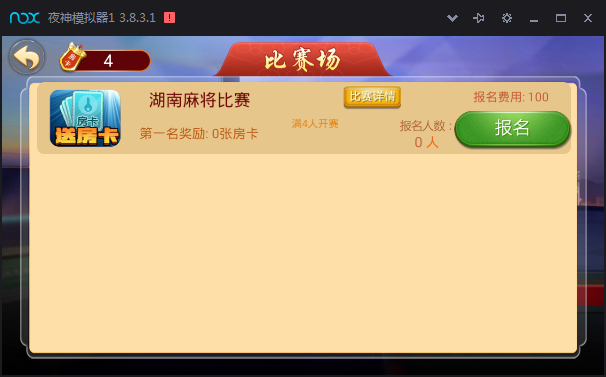 nox 夜神模拟器1 3.8.3.1
4
比赛场
房卡
送房卡
湖南麻将比赛
第一名奖励: 0张房卡
满4人开赛
比赛详情
报名费用: 100
报名人数 :
0 人
报名